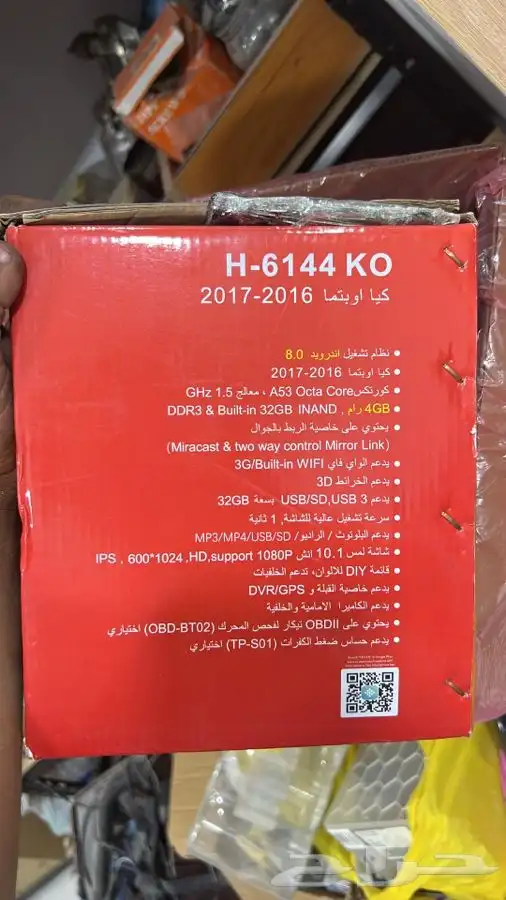 H-6144 KO
كيا اوبتما 2016-2017
نظام تشغيل اندرويد 8.0
كيا اوبتما 2016-2017
كورتكس A53 Octa Core ، معالج 1.5 GHz
4GB رام , DDR3 & Built-in 32GB INAND
يحتوي على خاصية الربط بالجوال
(Miracast & two way control Mirror Link)
يدعم الواي فاي 3G/Built-in WIFI
يدعم الخرائط 3D
يدعم USB/SD,USB 3 بسعة 32GB
سرعة تشغيل عالية للشاشة, 1 ثانية
يدعم البلوتوث / الراديو/ MP3/MP4/USB/SD
شاشة لمس 10.1 انش IPS , 600*1024 ,HD,support 1080P
قائمة DIY للالوان، تدعم الخلفيات
يدعم خاصية القبلة و DVR/GPS
يدعم الكاميرا الامامية والخلفية
يحتوي على OBDII تيكار لفحص المحرك (OBD-BT02) اختياري
يدعم حساس ضغط الكفرات (TP-S01) اختياري
حراج